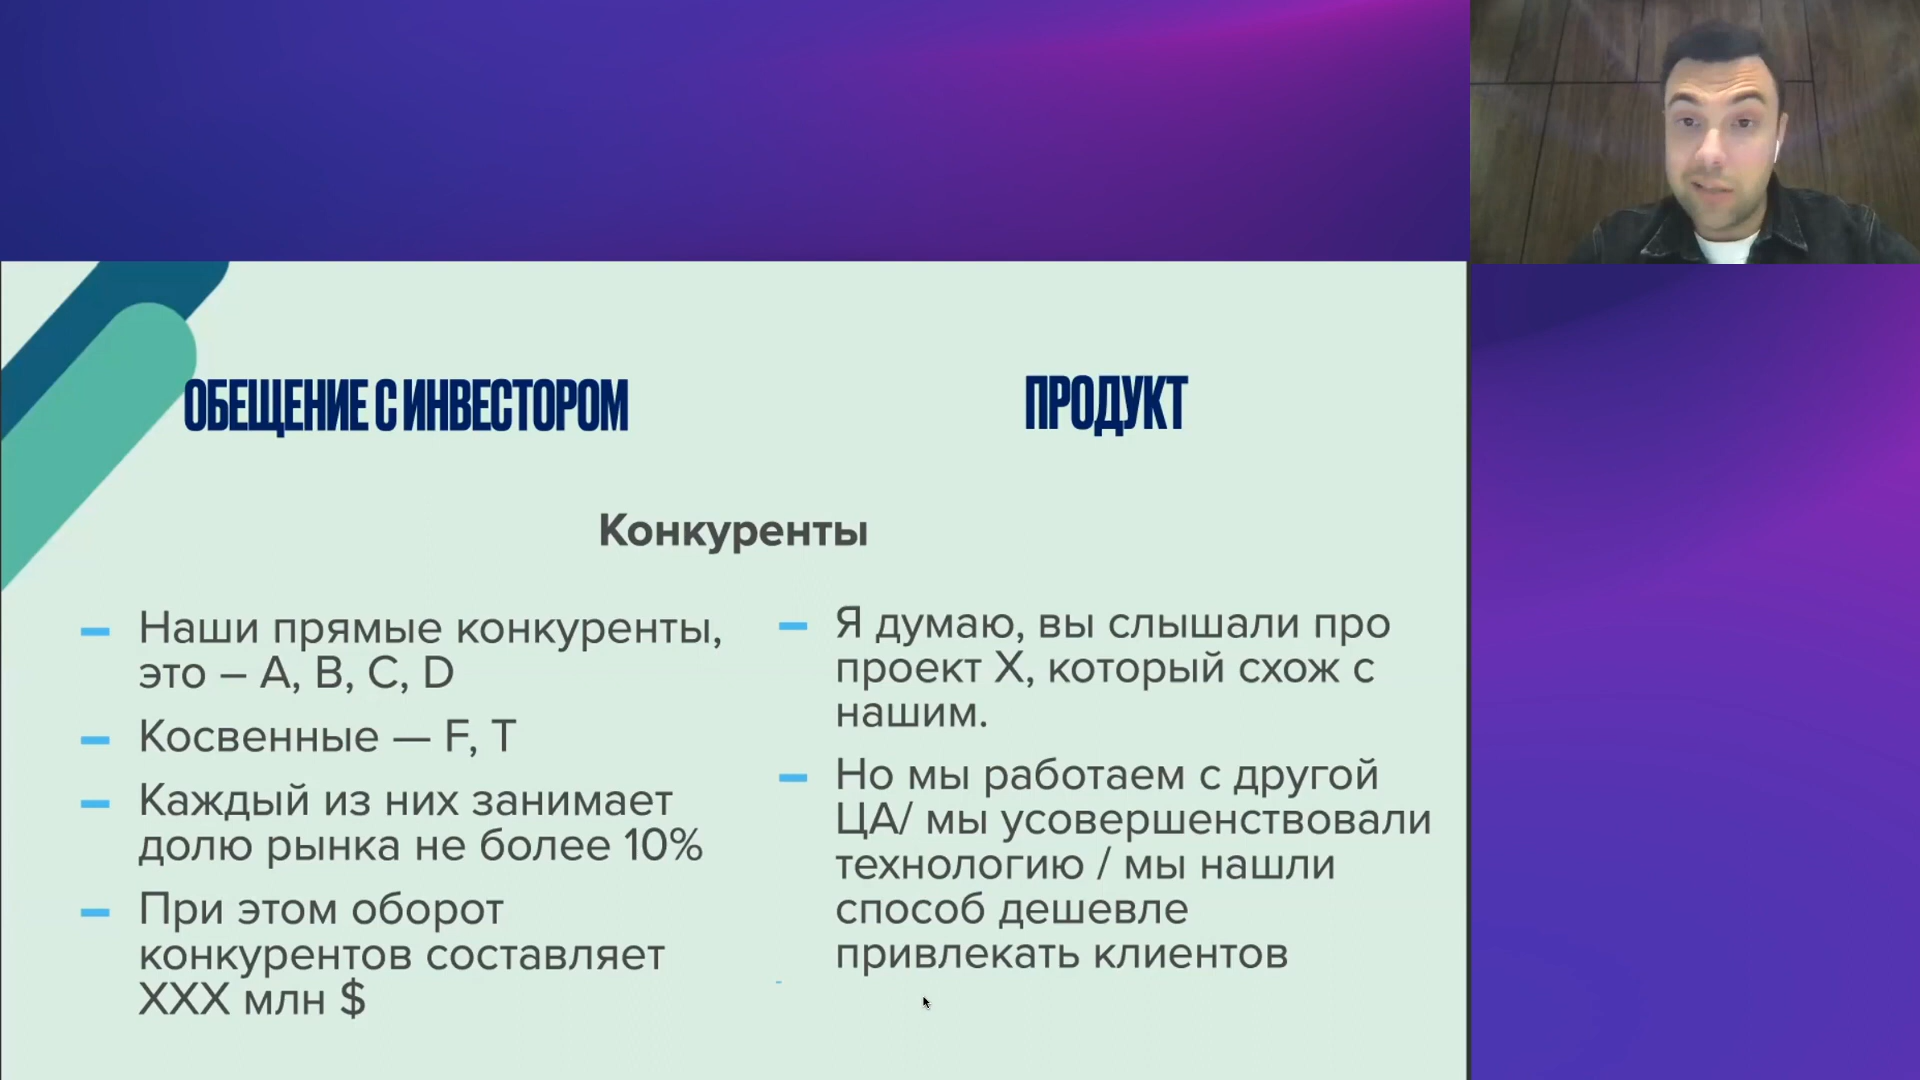 ОБЕЩЕНИЕ С ИНВЕСТОРОМ
ПРОДУКТ
Конкуренты
Наши прямые конкуренты,
это – A, B, C, D
Косвенные — F, T
Каждый из них занимает
долю рынка не более 10%
При этом оборот
конкурентов составляет
XXX млн $
Я думаю, вы слышали про
проект X, который схож с
нашим.
Но мы работаем с другой
ЦА/ мы усовершенствовали
технологию / мы нашли
способ дешевле
привлекать клиентов